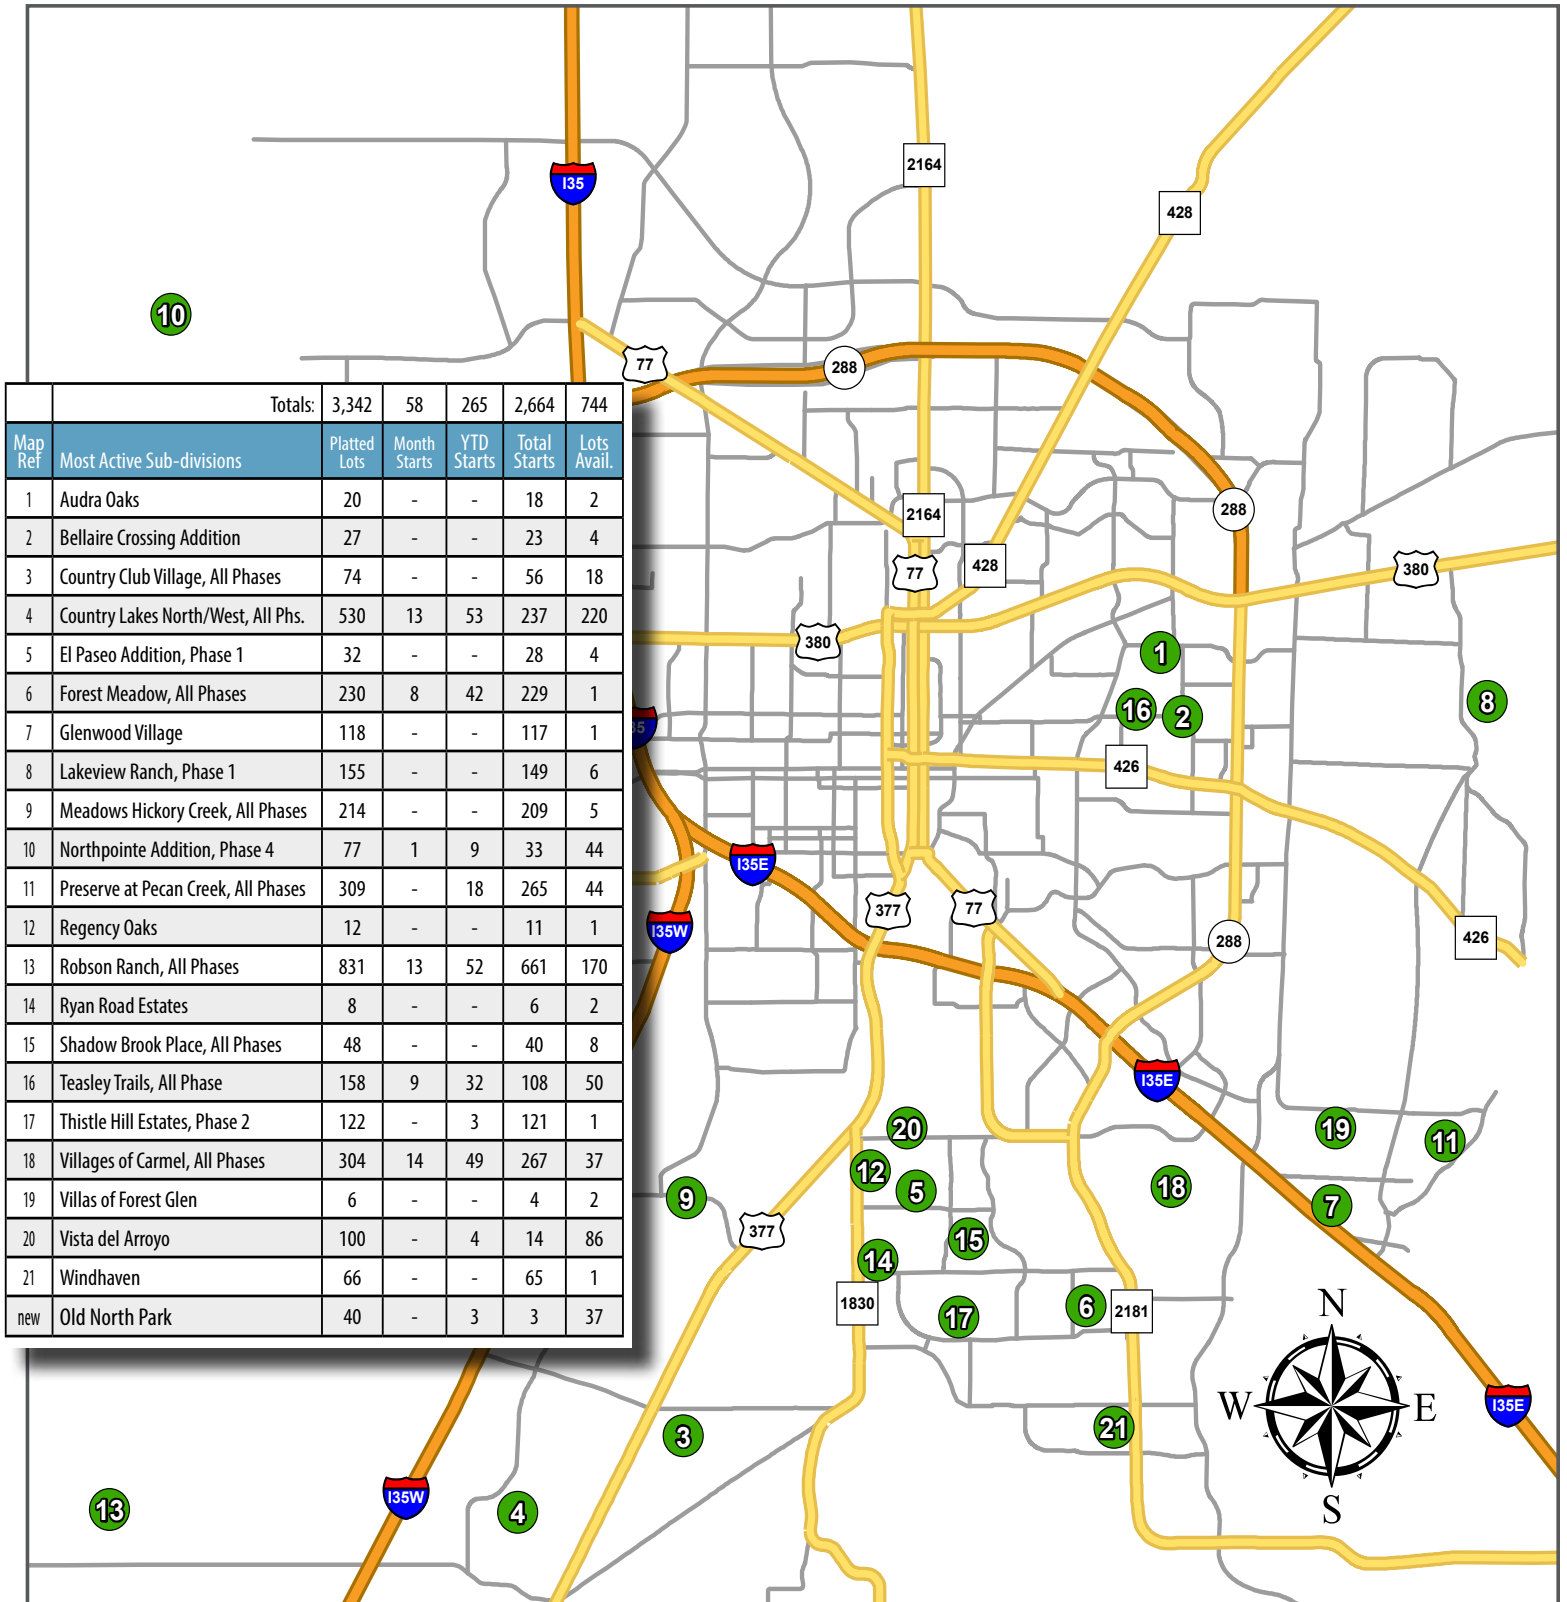 2164
I35
428
10
77
288
Totals: 3,342 58 265 2,664 744
Map Ref Most Active Sub-divisions Platted Lots Month Starts YTD Starts Total Starts Lots Avail.
1 Audra Oaks 20 - - 18 2
2 Bellaire Crossing Addition 27 - - 23 4
3 Country Club Village, All Phases 74 - - 56 18
4 Country Lakes North/West, All Phs. 530 13 53 237 220
5 El Paseo Addition, Phase 1 32 - - 28 4
6 Forest Meadow, All Phases 230 8 42 229 1
7 Glenwood Village 118 - - 117 1
8 Lakeview Ranch, Phase 1 155 - - 149 6
9 Meadows Hickory Creek, All Phases 214 - - 209 5
10 Northpointe Addition, Phase 4 77 1 9 33 44
11 Preserve at Pecan Creek, All Phases 309 - 18 265 44
12 Regency Oaks 12 - - 11 1
13 Robson Ranch, All Phases 831 13 52 661 170
14 Ryan Road Estates 8 - - 6 2
15 Shadow Brook Place, All Phases 48 - - 40 8
16 Teasley Trails, All Phase 158 9 32 108 50
17 Thistle Hill Estates, Phase 2 122 - 3 121 1
18 Villages of Carmel, All Phases 304 14 49 267 37
19 Villas of Forest Glen 6 - - 4 2
20 Vista del Arroyo 100 - 4 14 86
21 Windhaven 66 - - 65 1
new Old North Park 40 - 3 3 37
2164
288
77
428
380
380
1
8
16
2
35
426
I35E
377
77
I35W
288
426
I35E
20
19
11
12
5
18
9
7
377
15
14
1830
17
6
2181
N
W
E
S
I35E
21
3
I35W
13
4